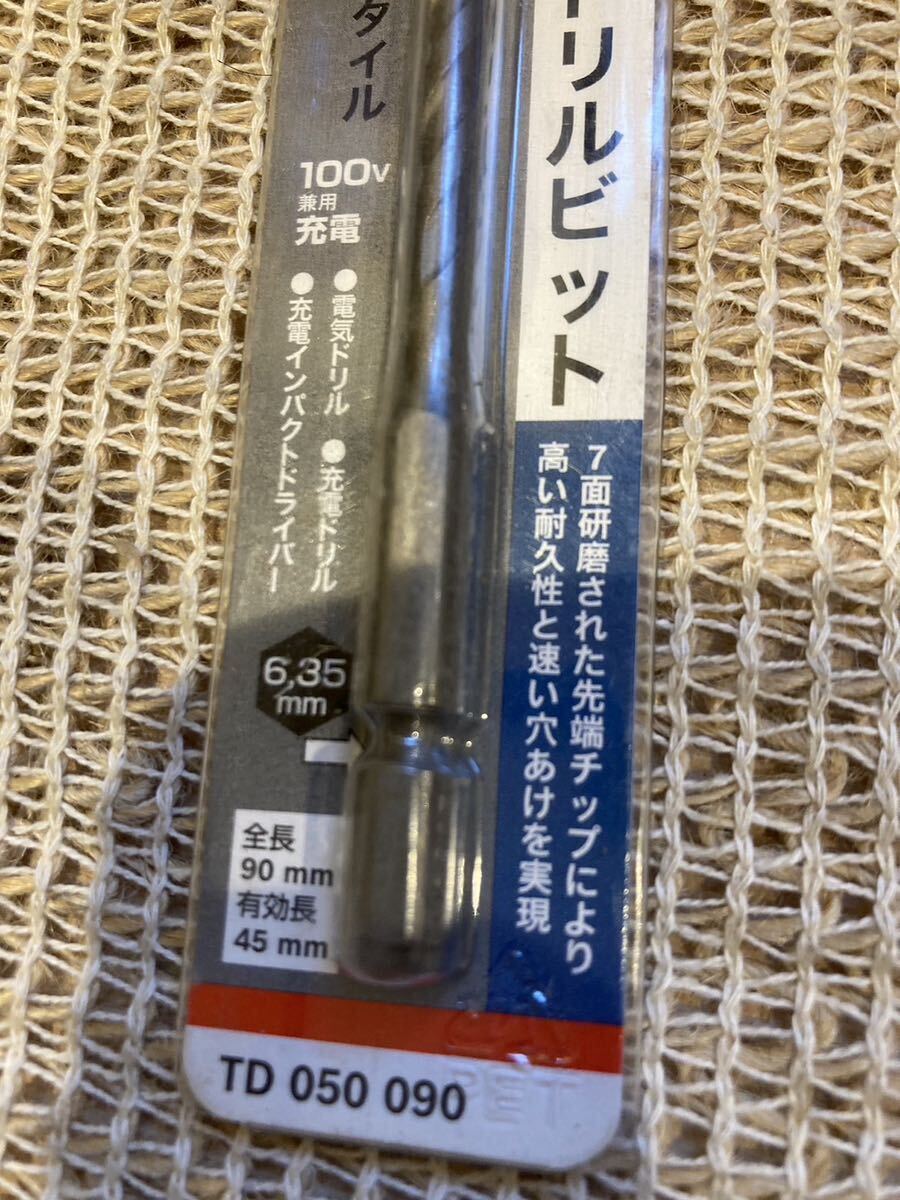 タイル
ドリルビット
100V
兼用
充電
●電気ドリル ●充電ドリル
●充電インパクトドライバー
7面研磨された先端チップにより
高い耐久性と速い穴あけを実現
6,35
mm
全長
90 mm
有効長
45 mm
TD 050 090
PET